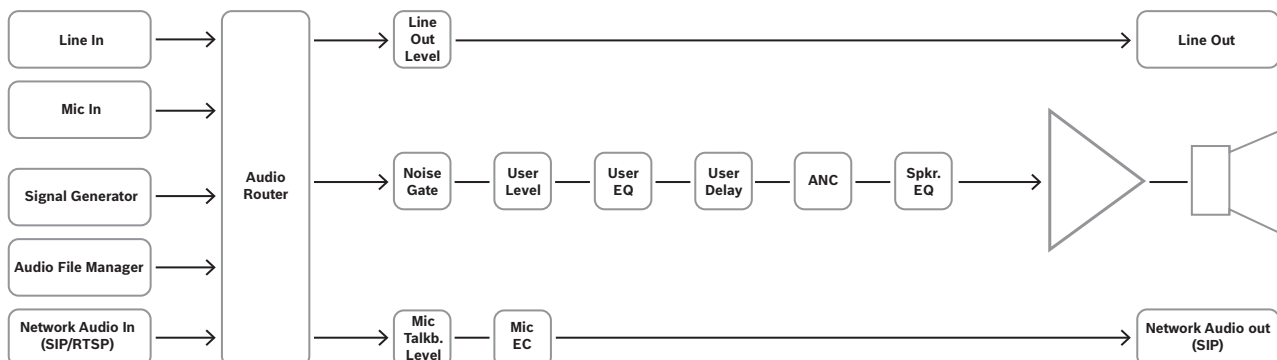 Line In
Mic In
Signal Generator
Audio File Manager
Network Audio In
(SIP/RTSP)
Audio
Router
Line
Out
Level
Line Out
Noise
Gate
User
Level
User
EQ
User
Delay
ANC
Spkr.
EQ
Mic
Talkb.
Level
Mic
EC
Network Audio out
(SIP)